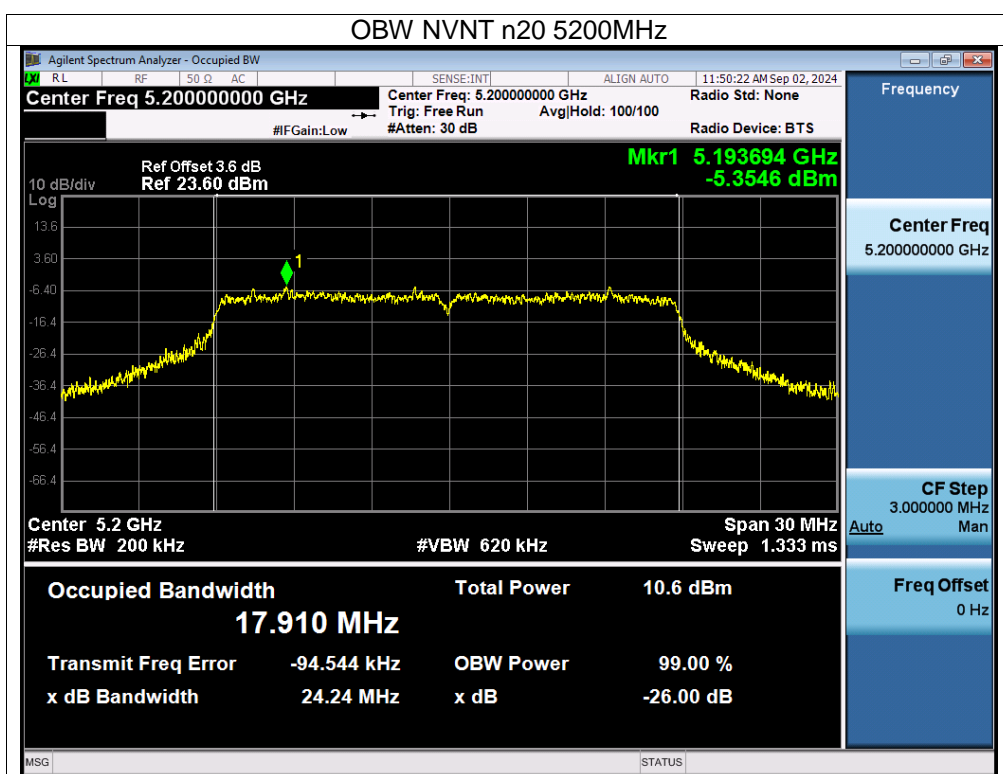 OBW NVNT n20 5200MHz
Agilent Spectrum Analyzer - Occupied BW
LXI RL RF 50 Ω AC SENSE:INT ALIGN AUTO 11:50:22 AM Sep 02, 2024
Center Freq 5.200000000 GHz
Center Freq: 5.200000000 GHz
Radio Std: None
Trig: Free Run Avg|Hold: 100/100
#IFGain:Low #Atten: 30 dB Radio Device: BTS
Frequency
Mkr1 5.193694 GHz
-5.3546 dBm
Ref Offset 3.6 dB
10 dB/div Ref 23.60 dBm
Log
13.6
3.60
-6.40
-16.4
-26.4
-36.4
-46.4
-56.4
-66.4
1
Center 5.2 GHz Span 30 MHz
#Res BW 200 kHz #VBW 620 kHz Sweep 1.333 ms
Occupied Bandwidth Total Power 10.6 dBm
17.910 MHz
Transmit Freq Error -94.544 kHz OBW Power 99.00 %
x dB Bandwidth 24.24 MHz x dB -26.00 dB
Center Freq
5.200000000 GHz
CF Step
3.000000 MHz
Auto Man
Freq Offset
0 Hz
MSG STATUS